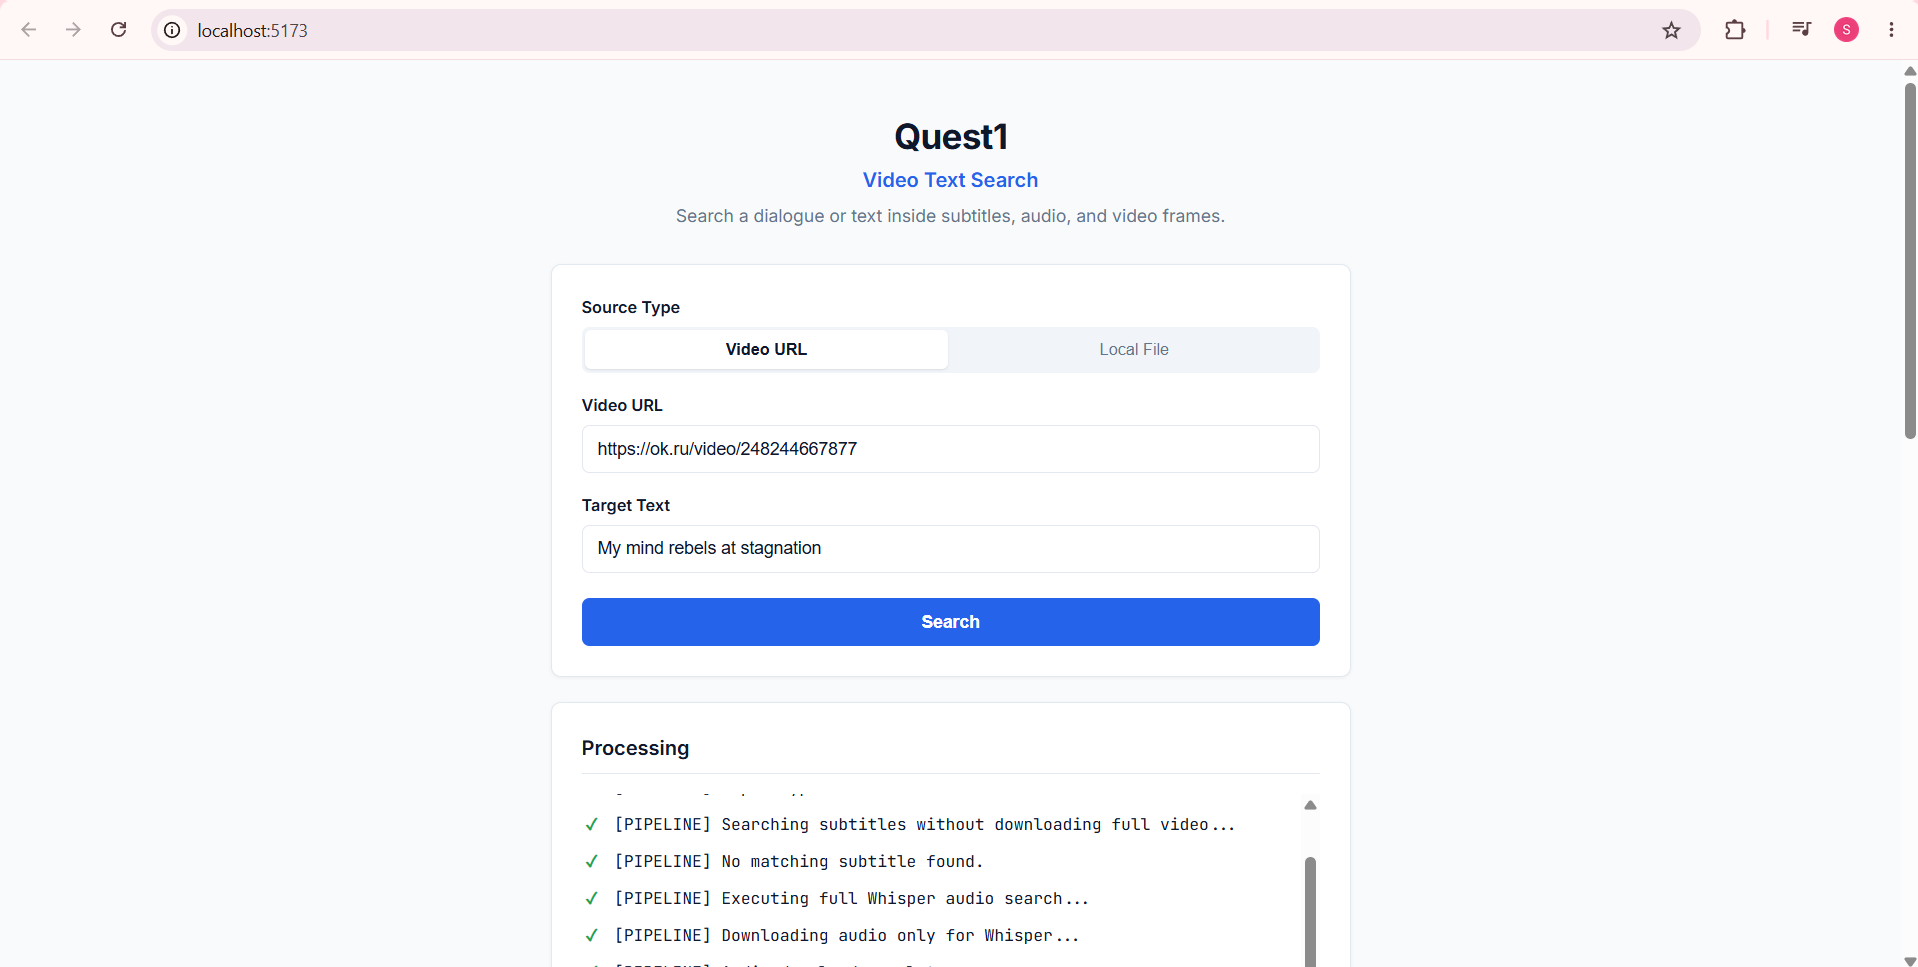 localhost:5173
S
Quest1
Video Text Search
Search a dialogue or text inside subtitles, audio, and video frames.
Source Type
Video URL
Local File
Video URL
https://ok.ru/video/248244667877
Target Text
My mind rebels at stagnation
Search
Processing
✓ [PIPELINE] Searching subtitles without downloading full video...
✓ [PIPELINE] No matching subtitle found.
✓ [PIPELINE] Executing full Whisper audio search...
✓ [PIPELINE] Downloading audio only for Whisper...